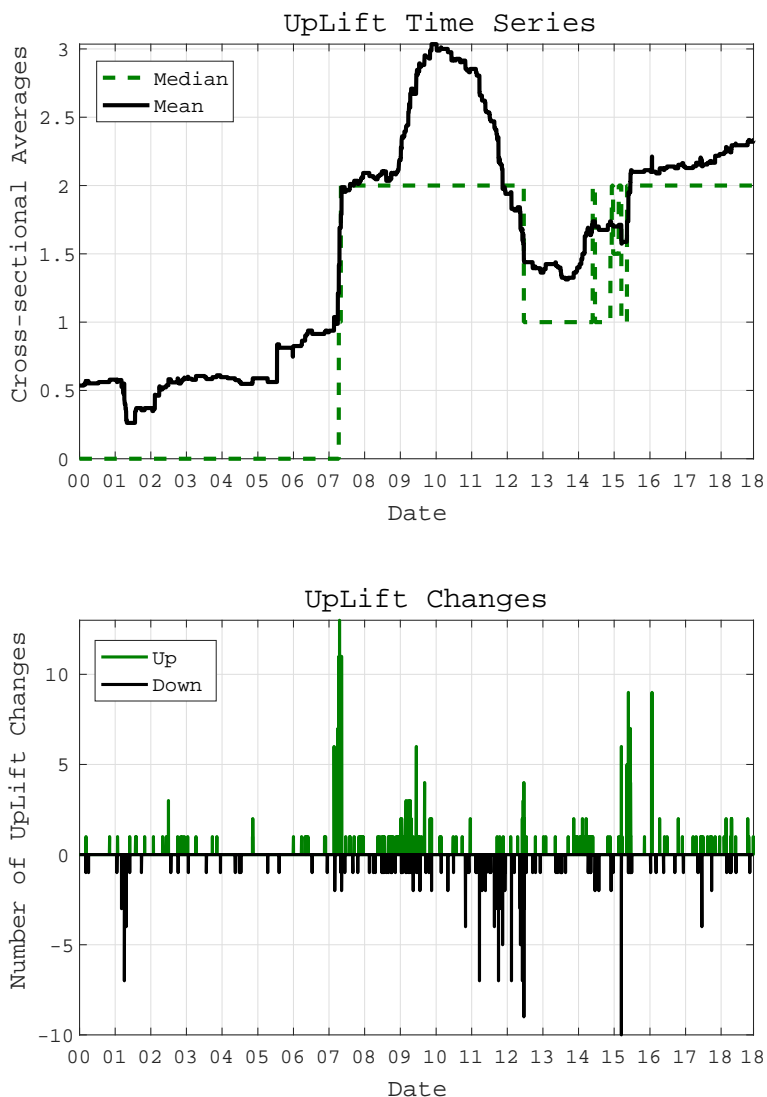 UpLift Time Series
Cross-sectional Averages
3
2.5
2
1.5
1
0.5
0
Median
Mean
00 01 02 03 04 05 06 07 08 09 10 11 12 13 14 15 16 17 18
Date
UpLift Changes
Number of UpLift Changes
10
5
0
-5
-10
Up
Down
00 01 02 03 04 05 06 07 08 09 10 11 12 13 14 15 16 17 18
Date